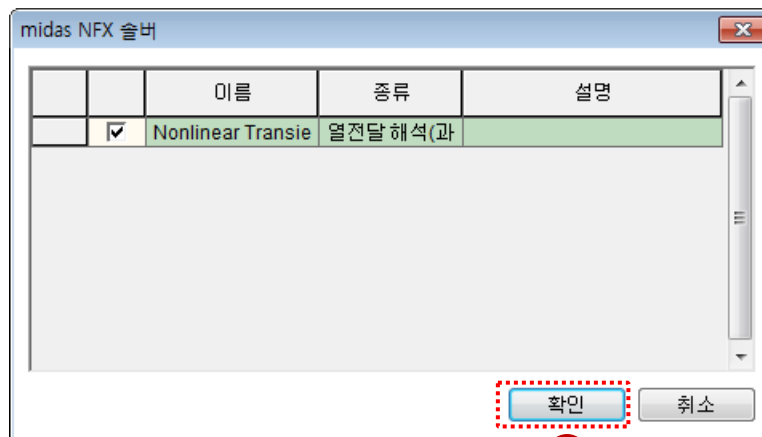 midas NFX 솔버
이름 종류 설명
Nonlinear Transie 열전달 해석(과
확인 취소